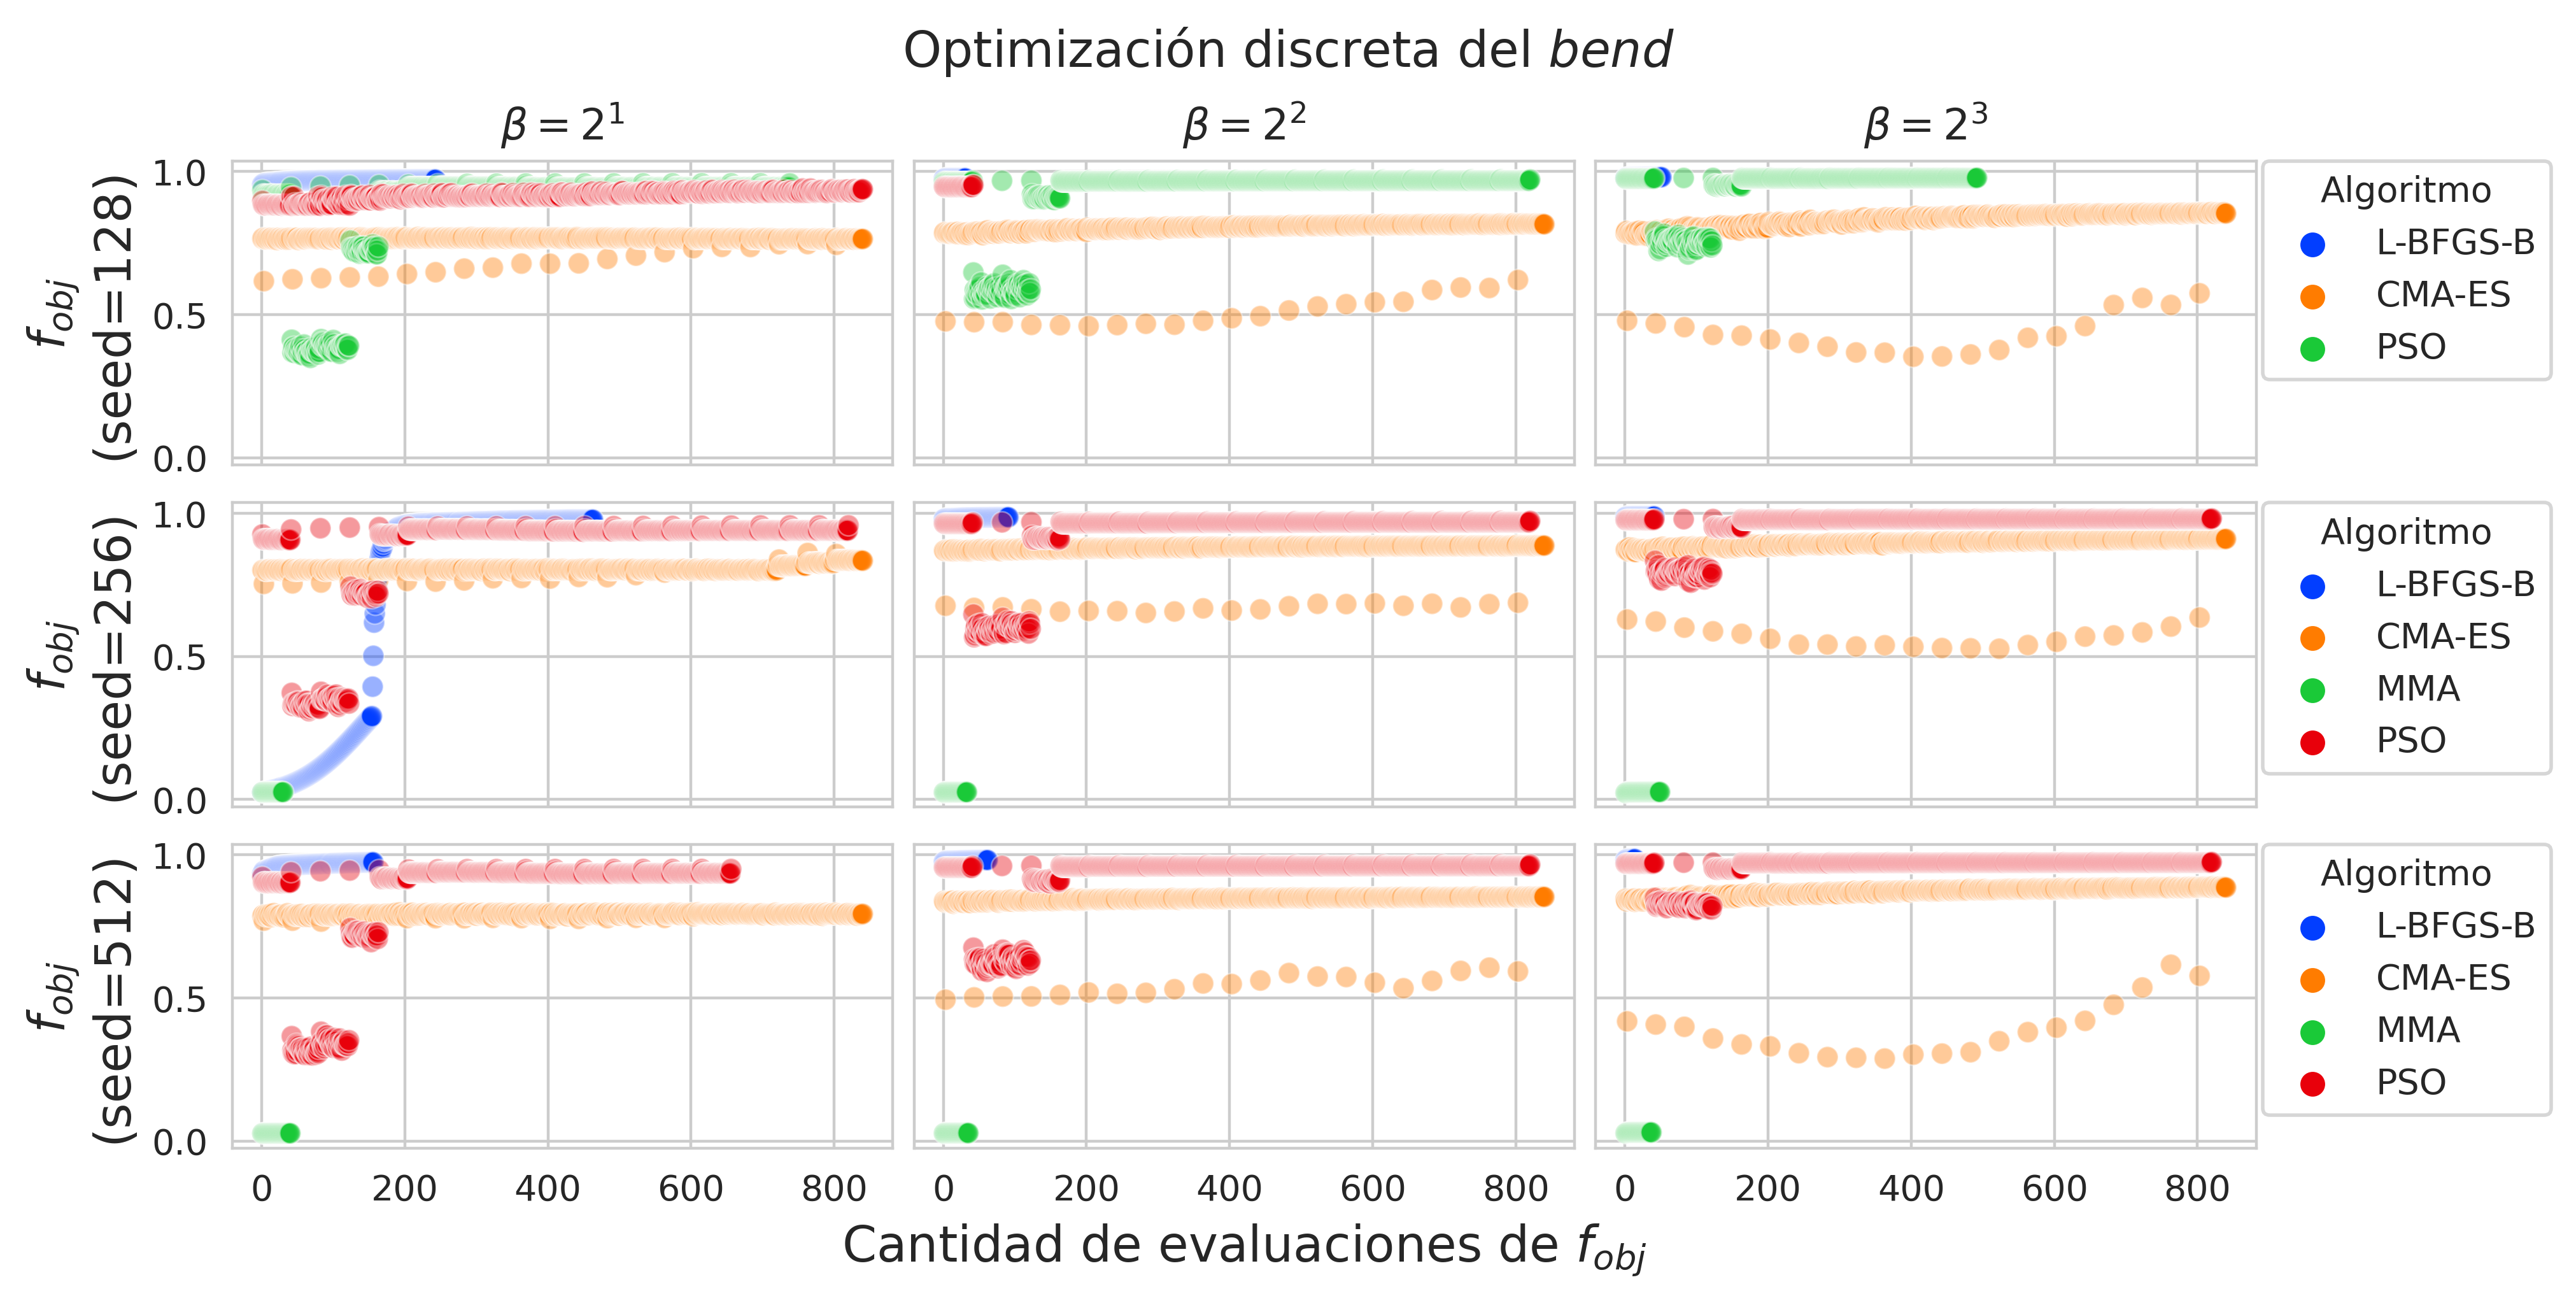 Optimización discreta del bend
β = 2¹
β = 2²
β = 2³
f_obj
(seed=128)
1.0
0.5
0.0
Algoritmo
L-BFGS-B
CMA-ES
PSO
f_obj
(seed=256)
1.0
0.5
0.0
Algoritmo
L-BFGS-B
CMA-ES
MMA
PSO
f_obj
(seed=512)
1.0
0.5
0.0
Algoritmo
L-BFGS-B
CMA-ES
MMA
PSO
0 200 400 600 800
0 200 400 600 800
0 200 400 600 800
Cantidad de evaluaciones de f_obj